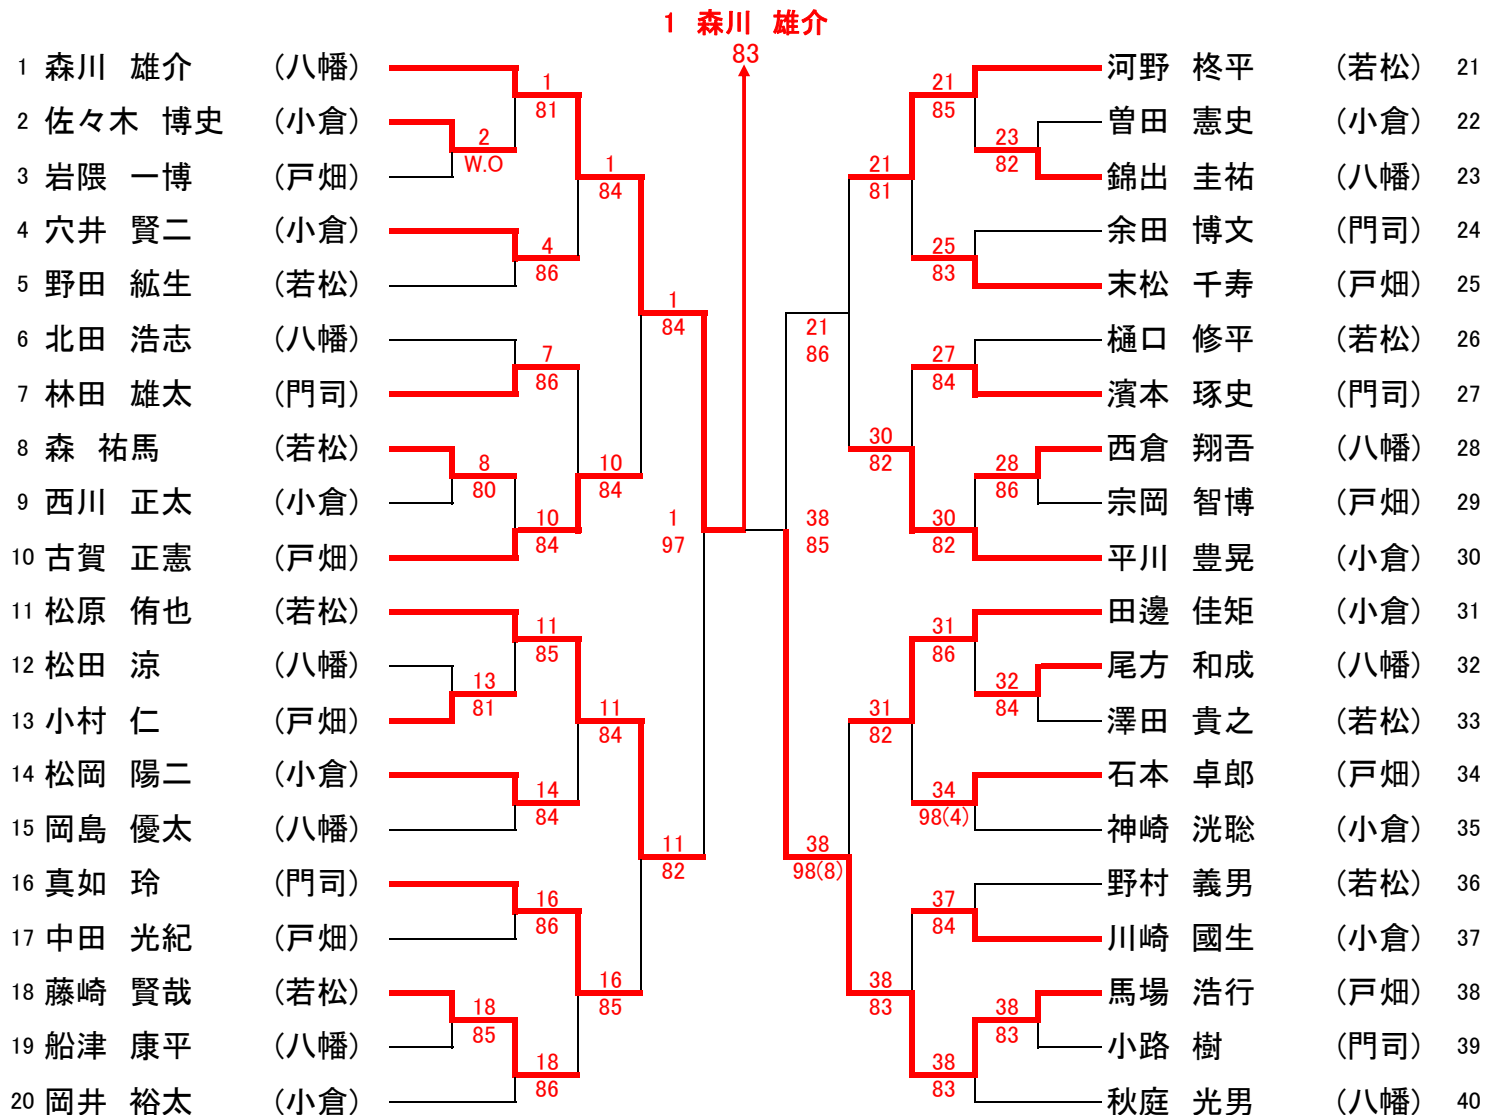 1 森川 雄介
83
1 森川 雄介 (八幡)
2 佐々木 博史 (小倉)
3 岩隈 一博 (戸畑)
4 穴井 賢二 (小倉)
5 野田 紘生 (若松)
6 北田 浩志 (八幡)
7 林田 雄太 (門司)
8 森 祐馬 (若松)
9 西川 正太 (小倉)
10 古賀 正憲 (戸畑)
11 松原 侑也 (若松)
12 松田 涼 (八幡)
13 小村 仁 (戸畑)
14 松岡 陽二 (小倉)
15 岡島 優太 (八幡)
16 真如 玲 (門司)
17 中田 光紀 (戸畑)
18 藤崎 賢哉 (若松)
19 船津 康平 (八幡)
20 岡井 裕太 (小倉)
2
W.O
8
80
13
81
18
85
1
81
4
86
7
86
10
84
11
85
14
84
16
86
18
86
1
84
10
84
11
84
16
85
1
84
11
82
1
97
38
85
21
86
38
98(8)
21
81
30
82
31
82
38
83
21
85
25
83
27
84
30
82
31
86
34
98(4)
37
84
38
83
23
82
28
86
32
84
38
83
河野 柊平 (若松) 21
曽田 憲史 (小倉) 22
錦出 圭祐 (八幡) 23
余田 博文 (門司) 24
末松 千寿 (戸畑) 25
樋口 修平 (若松) 26
濱本 琢史 (門司) 27
西倉 翔吾 (八幡) 28
宗岡 智博 (戸畑) 29
平川 豊晃 (小倉) 30
田邊 佳矩 (小倉) 31
尾方 和成 (八幡) 32
澤田 貴之 (若松) 33
石本 卓郎 (戸畑) 34
神崎 洸聡 (小倉) 35
野村 義男 (若松) 36
川崎 國生 (小倉) 37
馬場 浩行 (戸畑) 38
小路 樹 (門司) 39
秋庭 光男 (八幡) 40